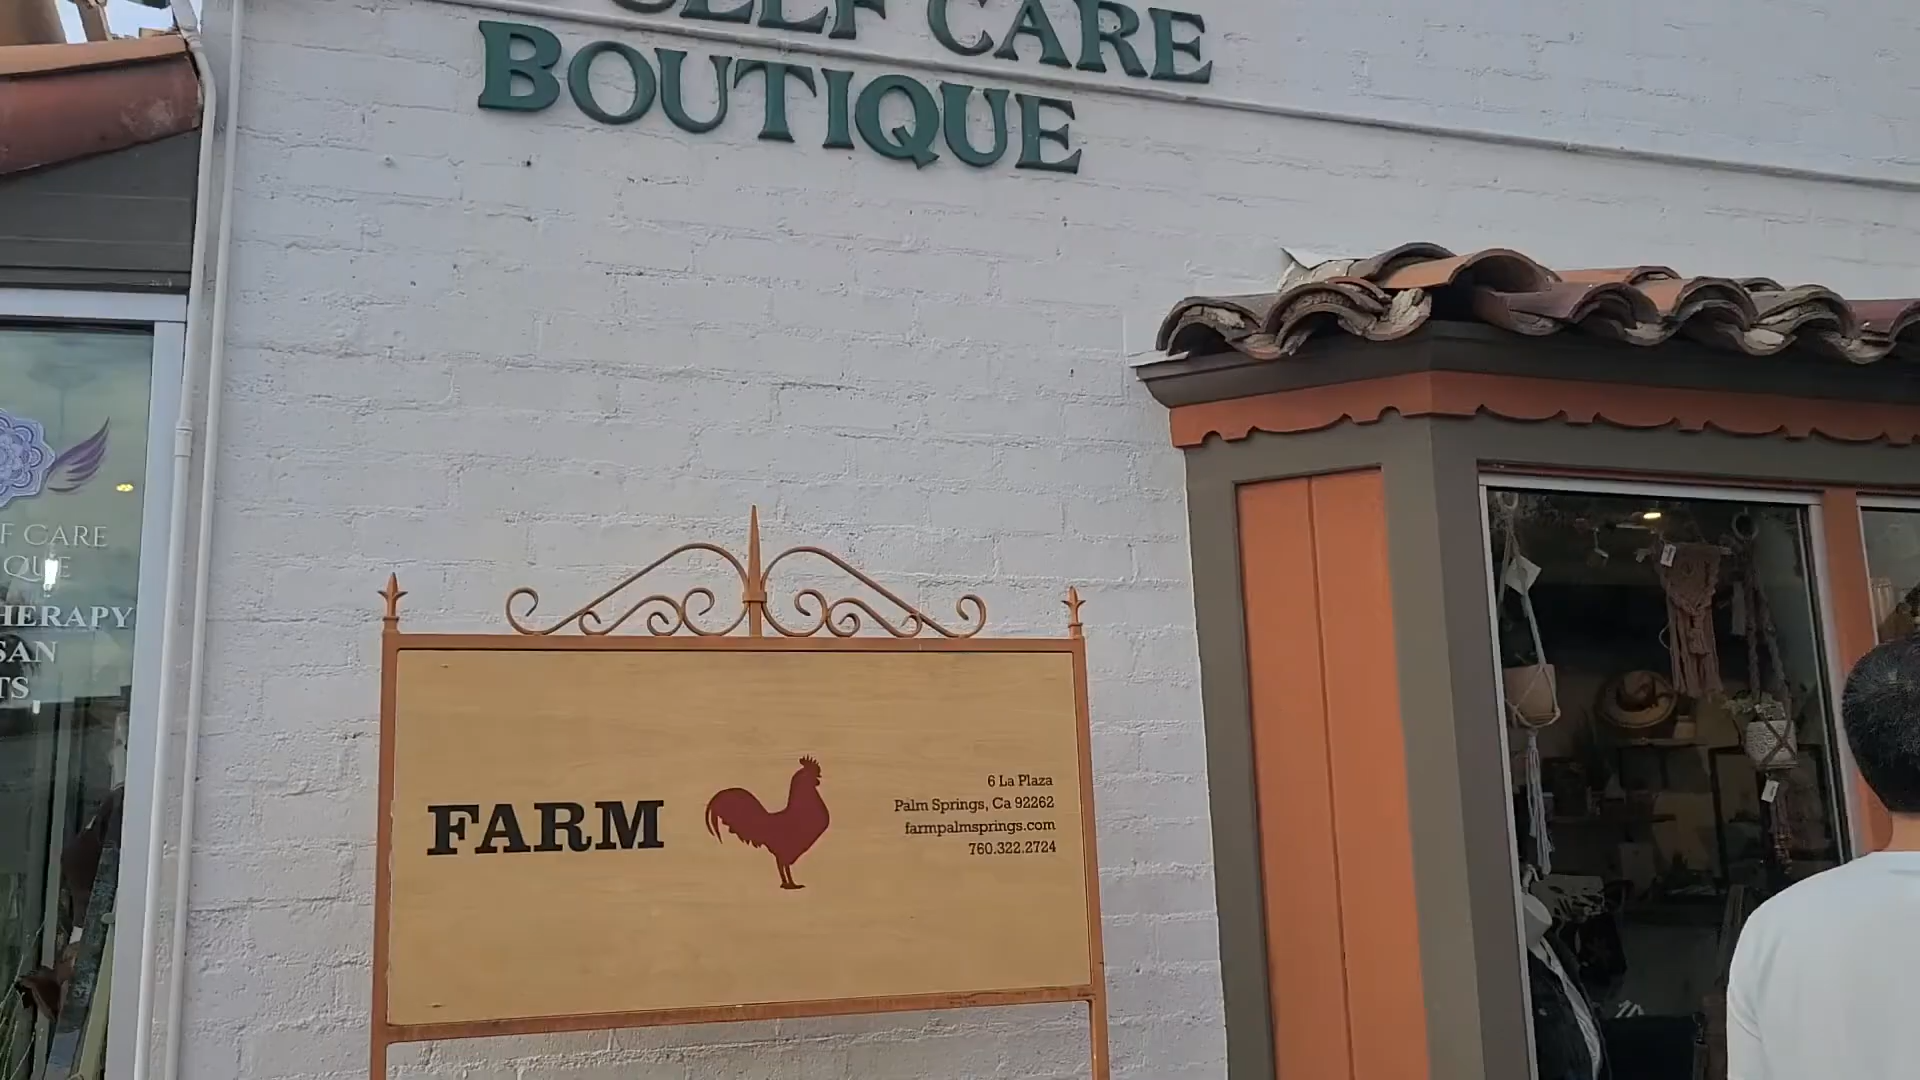 SELF CARE
BOUTIQUE
F CARE
QUE
HERAPY
SAN
TS
FARM
6 La Plaza
Palm Springs, Ca 92262
farmpalmsprings.com
760.322.2724